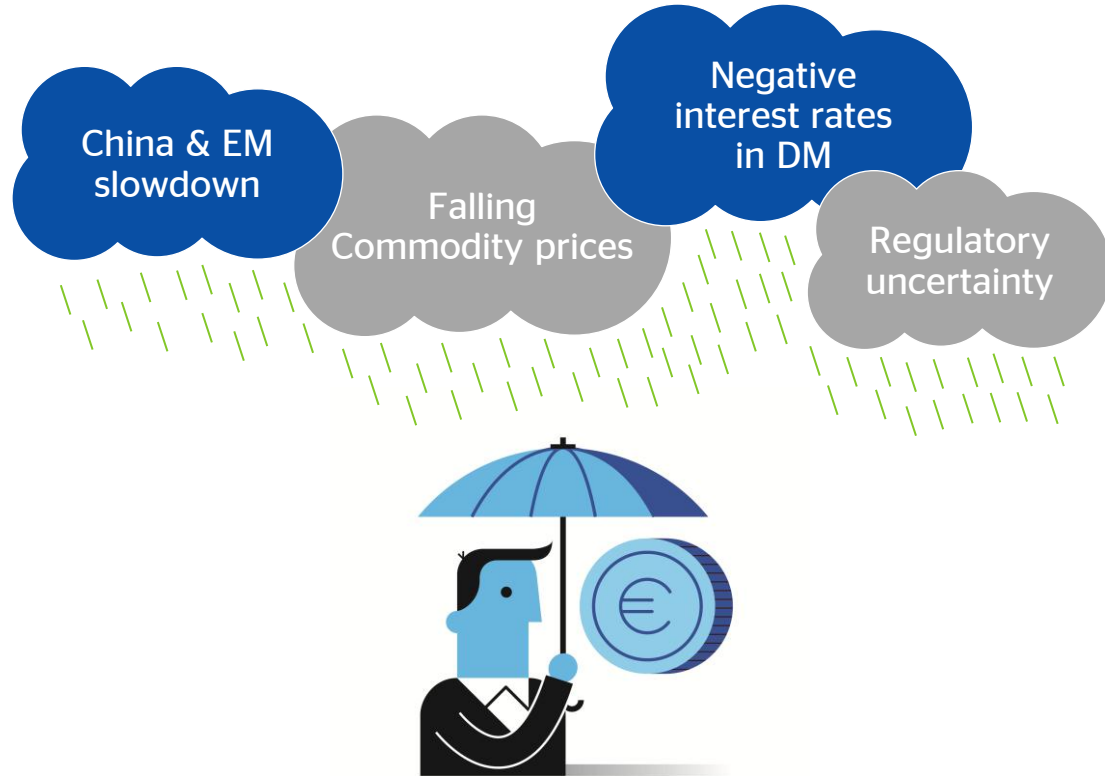 China & EM
slowdown
Falling
Commodity prices
Negative
interest rates
in DM
Regulatory
uncertainty
€